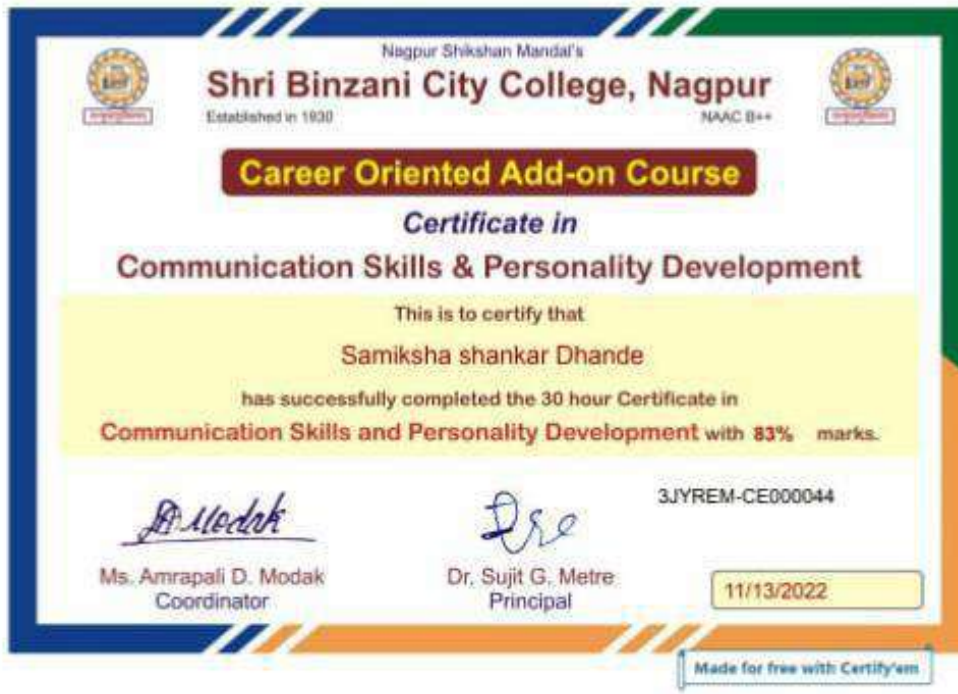 Nagpur Shikshan Mandal's
Shri Binzani City College, Nagpur
Established in 1930
NAAC B++
Career Oriented Add-on Course
Certificate in
Communication Skills & Personality Development
This is to certify that
Samiksha shankar Dhande
has successfully completed the 30 hour Certificate in
Communication Skills and Personality Development with 83% marks.
3JYREM-CE000044
Ms. Amrapali D. Modak
Dr. Sujit G. Metre
Coordinator
Principal
11/13/2022
Made for free with Certify'em